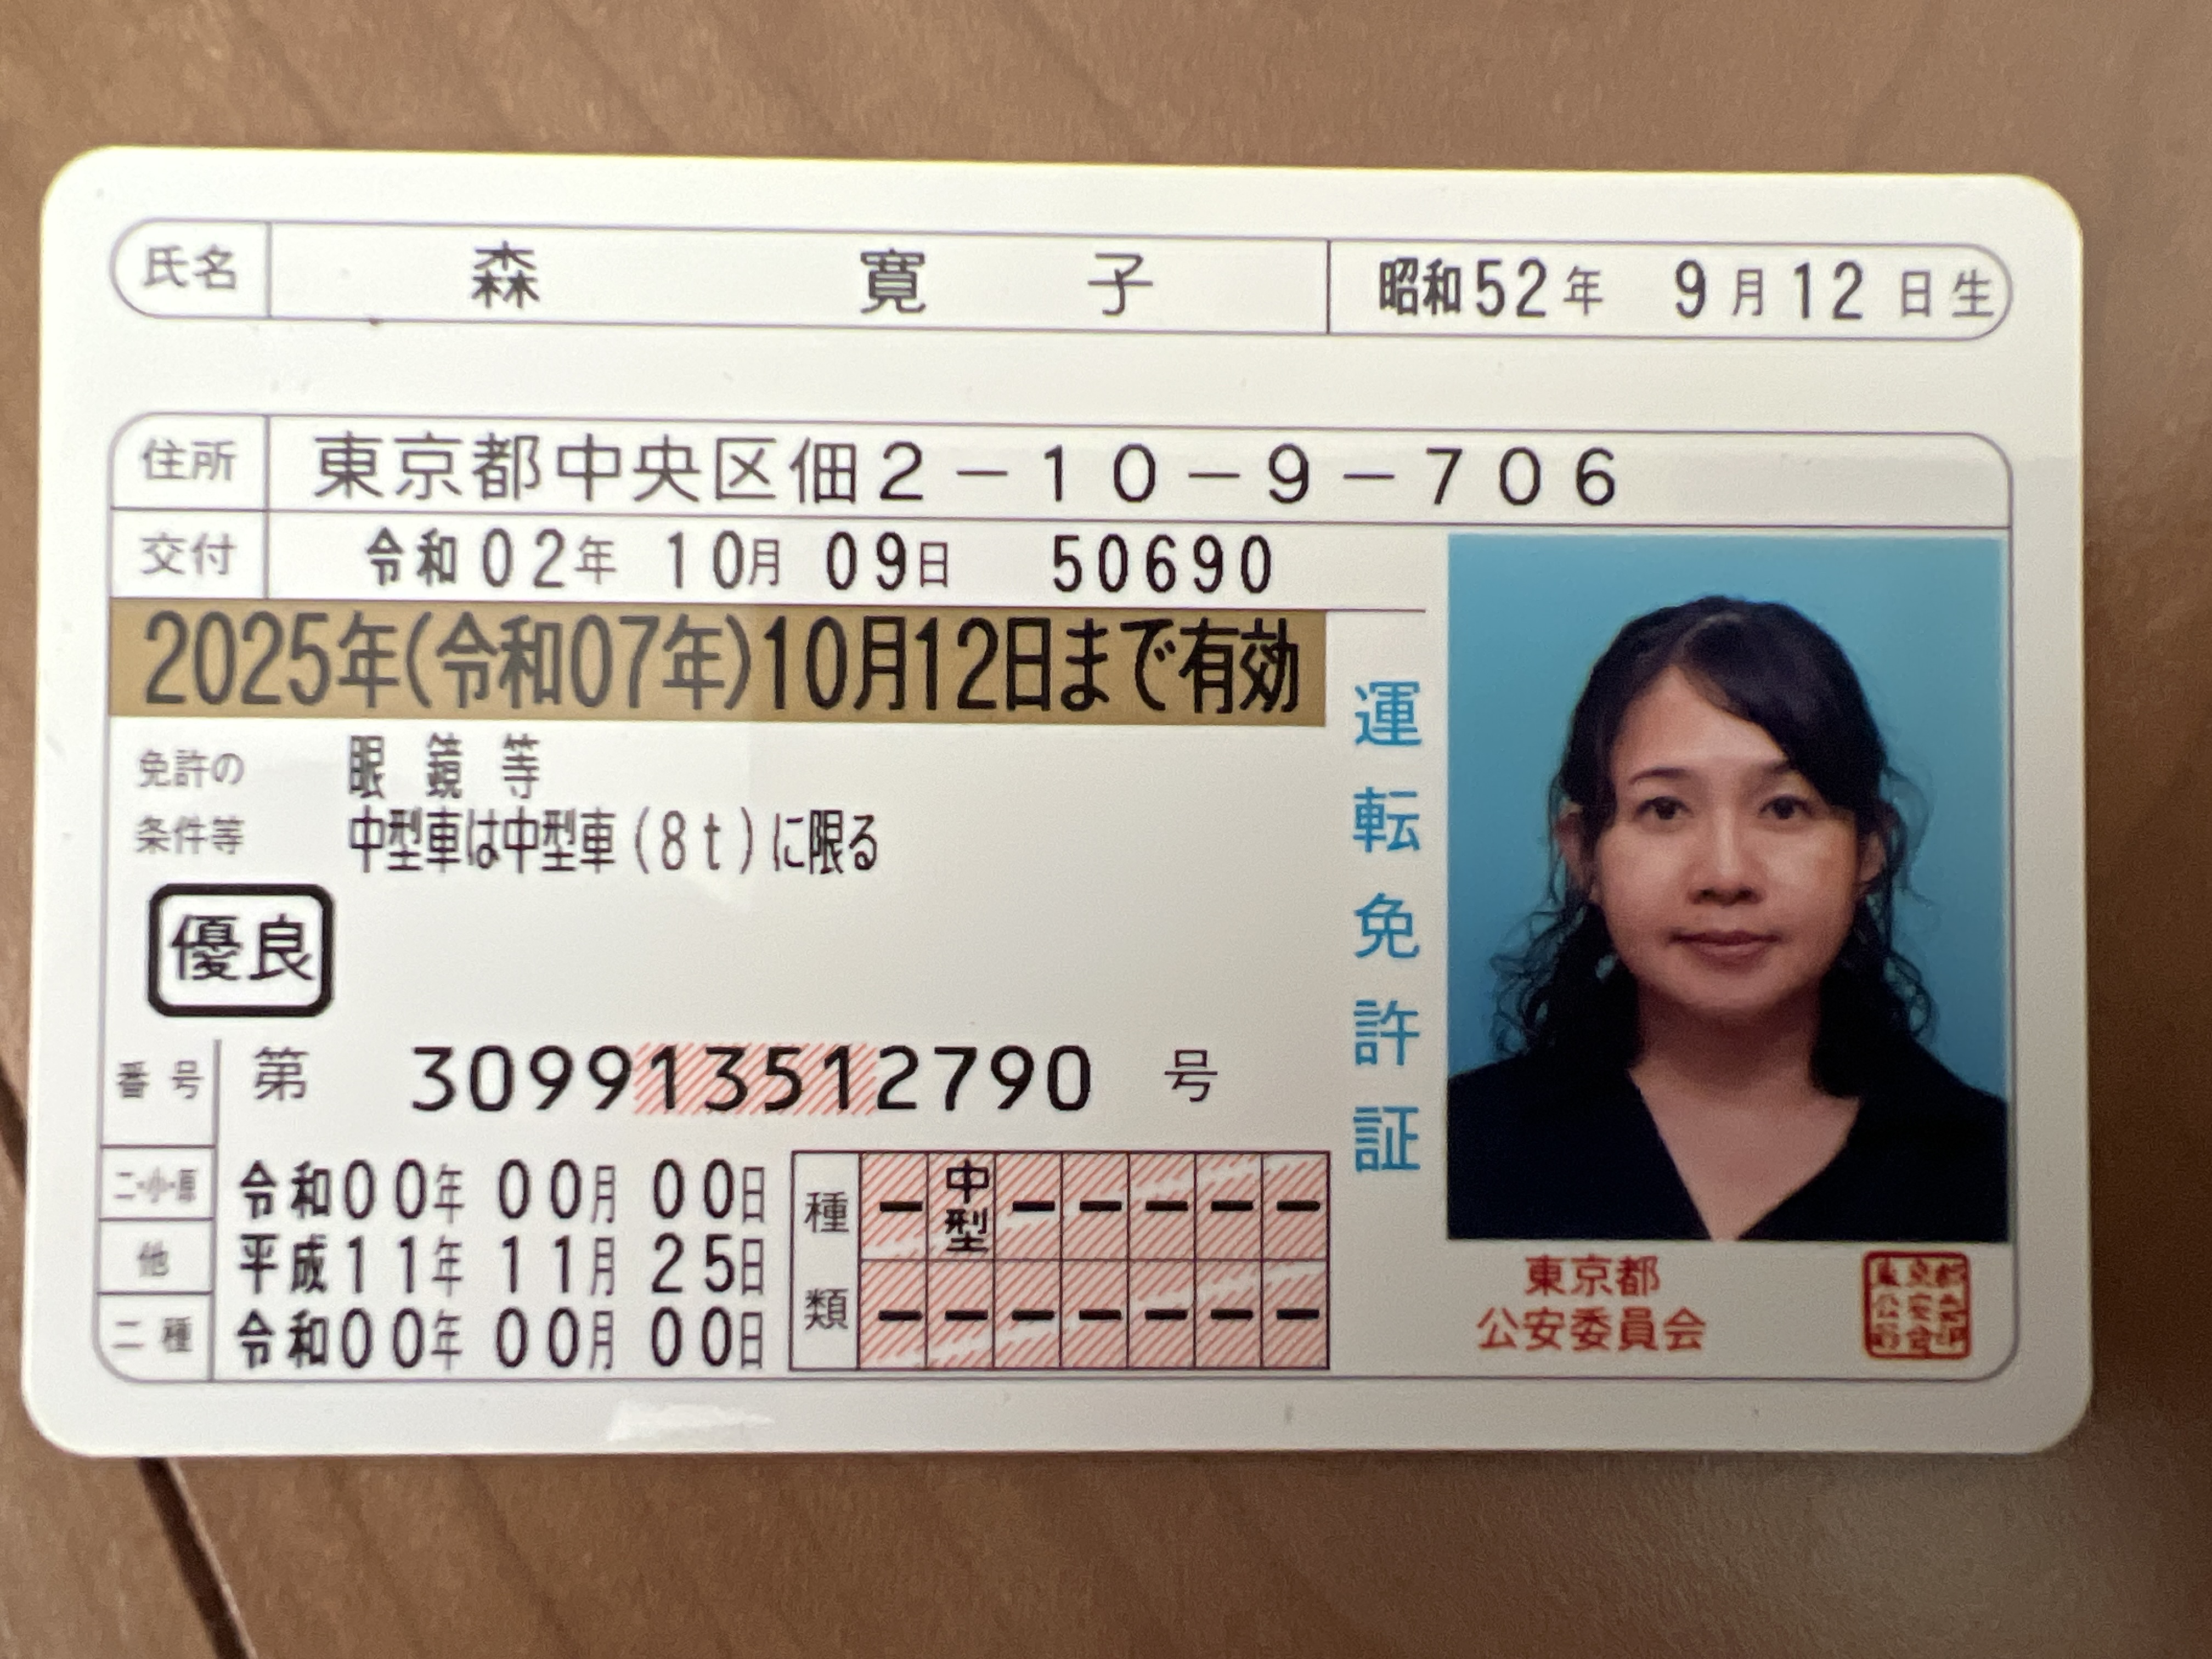 氏名 森 寛 子 昭和52年 9月12日生
住所 東京都中央区佃2-10-9-706
交付 令和02年 10月 09日 50690
2025年(令和07年)10月12日まで有効
免許の 眼鏡等
条件等 中型車は中型車(8t)に限る
優良
番号 第 309913512790 号
二・小・原 令和00年 00月 00日
他 平成11年 11月 25日
二種 令和00年 00月 00日
種類 - 中型 - - - - -
- - - - - - -
運転免許証
東京都
公安委員会